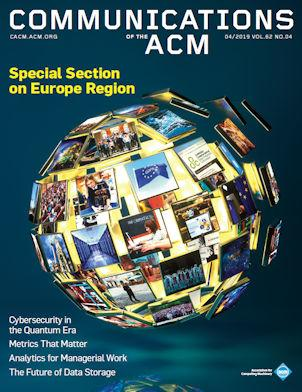 COMMUNICATIONS
CACM.ACM.ORG OF THE ACM 04/2019 VOL.62 NO.04
Special Section
on Europe Region
Cybersecurity in
the Quantum Era
Metrics That Matter
Analytics for Managerial Work
The Future of Data Storage
Association for
Computing Machinery
acm